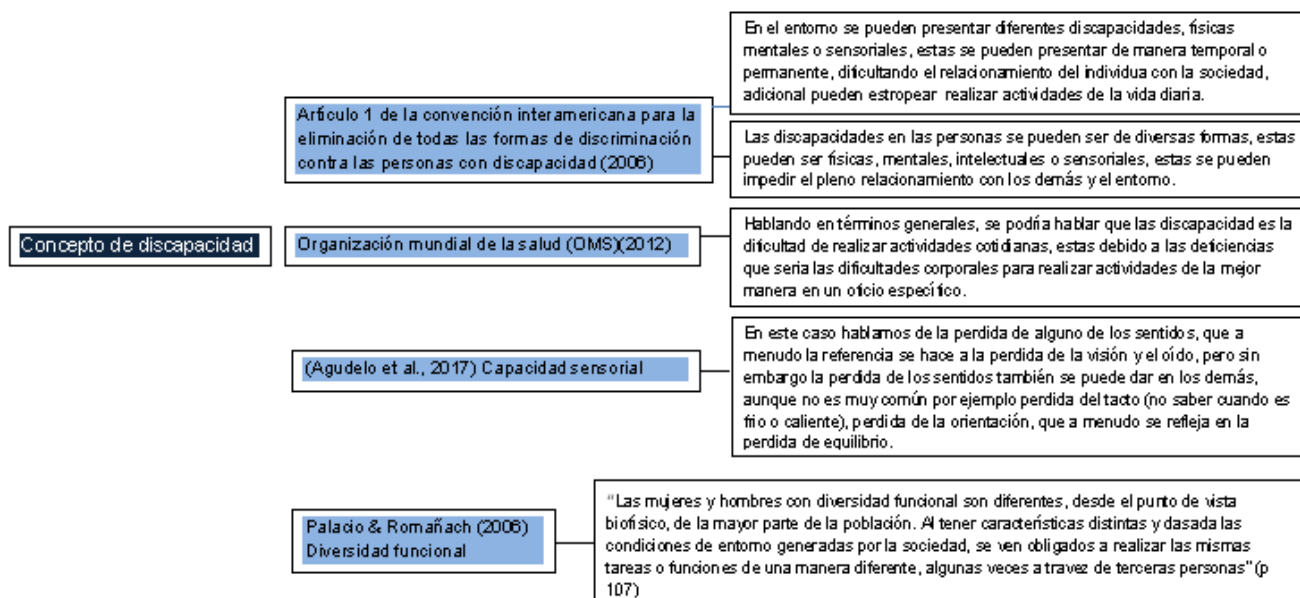 En el entorno se pueden presentar diferentes discapacidades, físicas
mentales o sensoriales, estas se pueden presentar de manera temporal o
permanente, dificultando el relacionamiento del individua con la sociedad,
adicional pueden estropear realizar actividades de la vida diaria.
Artículo 1 de la convención interamericana para la
eliminación de todas las formas de discriminación
contra las personas con discapacidad (2006)
Las discapacidades en las personas se pueden ser de diversas formas, estas
pueden ser físicas, mentales, intelectuales o sensoriales, estas se pueden
impedir el pleno relacionamiento con los demás y el entorno.
Concepto de discapacidad
Organización mundial de la salud (OMS)(2012)
Hablando en términos generales, se podría hablar que las discapacidad es la
dificultad de realizar actividades cotidianas, estas debido a las deficiencias
que seria las dificultades corporales para realizar actividades de la mejor
manera en un oficio específico.
(Agudelo et al., 2017) Capacidad sensorial
En este caso hablamos de la perdida de alguno de los sentidos, que a
menudo la referencia se hace a la perdida de la visión y el oído, pero sin
embargo la perdida de los sentidos también se puede dar en los demás,
aunque no es muy común por ejemplo perdida del tacto (no saber cuando es
frio o caliente), perdida de la orientación, que a menudo se refleja en la
perdida de equilibrio.
Palacio & Romañach (2006)
Diversidad funcional
"Las mujeres y hombres con diversidad funcional son diferentes, desde el punto de vista
biofísico, de la mayor parte de la población. Al tener características distintas y dasada las
condiciones de entorno generadas por la sociedad, se ven obligados a realizar las mismas
tareas o funciones de una manera diferente, algunas veces a travez de terceras personas" (p
107)